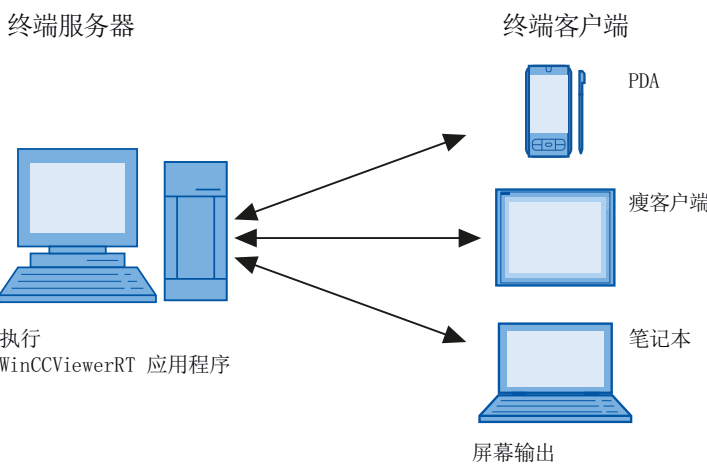 终端服务器
终端客户端
PDA
瘦客户端
执行
WinCCViewerRT 应用程序
笔记本
屏幕输出